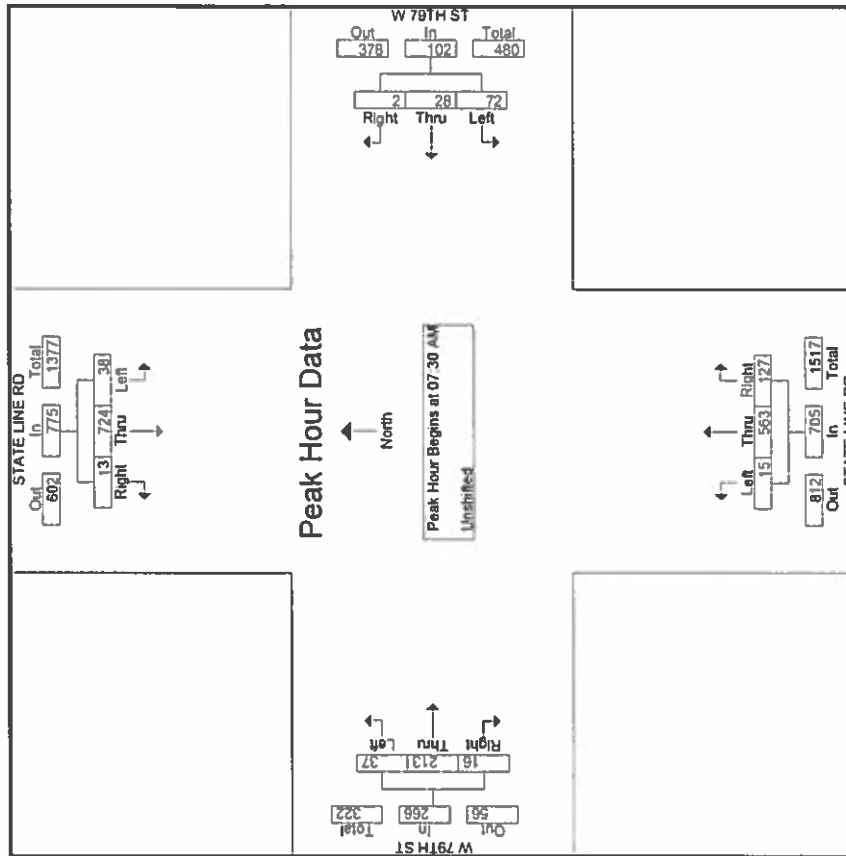 W 79TH ST
Out In Total
378 102 480
2 28 72
Right Thru Left
STATE LINE RD
Out In Total
602 775 1377
13 724 38
Right Thru Left
Peak Hour Data
North
Peak Hour Begins at 07:30 AM
Unshifted
Left Thru Right
15 563 127
812 705 1517
Out In Total
STATE LINE RD
Left Thru Right
37 213 16
322 266 56
Total In Out
W 79TH ST